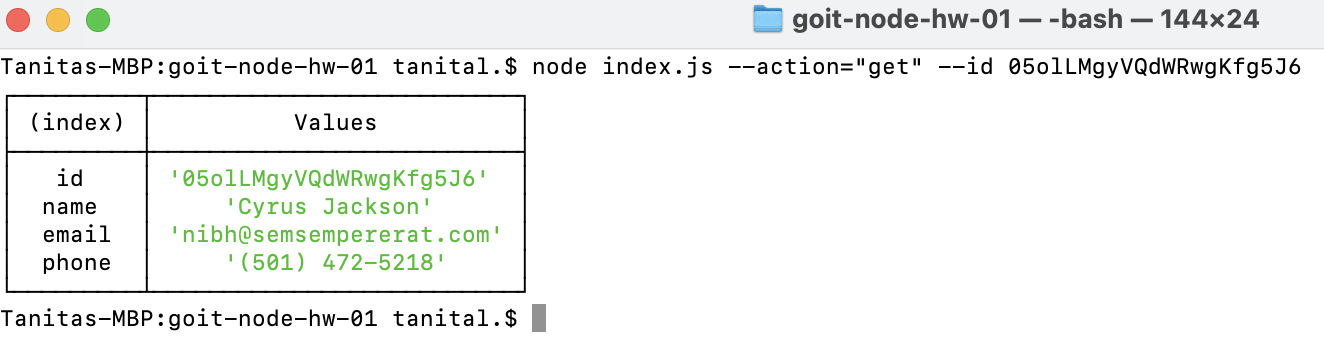 goit-node-hw-01 — -bash — 144×24
Tanitas-MBP:goit-node-hw-01 tanital.$ node index.js --action="get" --id 05olLMgyVQdWRwgKfg5J6
(index) Values
id '05olLMgyVQdWRwgKfg5J6'
name 'Cyrus Jackson'
email 'nibh@semsempererat.com'
phone '(501) 472-5218'
Tanitas-MBP:goit-node-hw-01 tanital.$